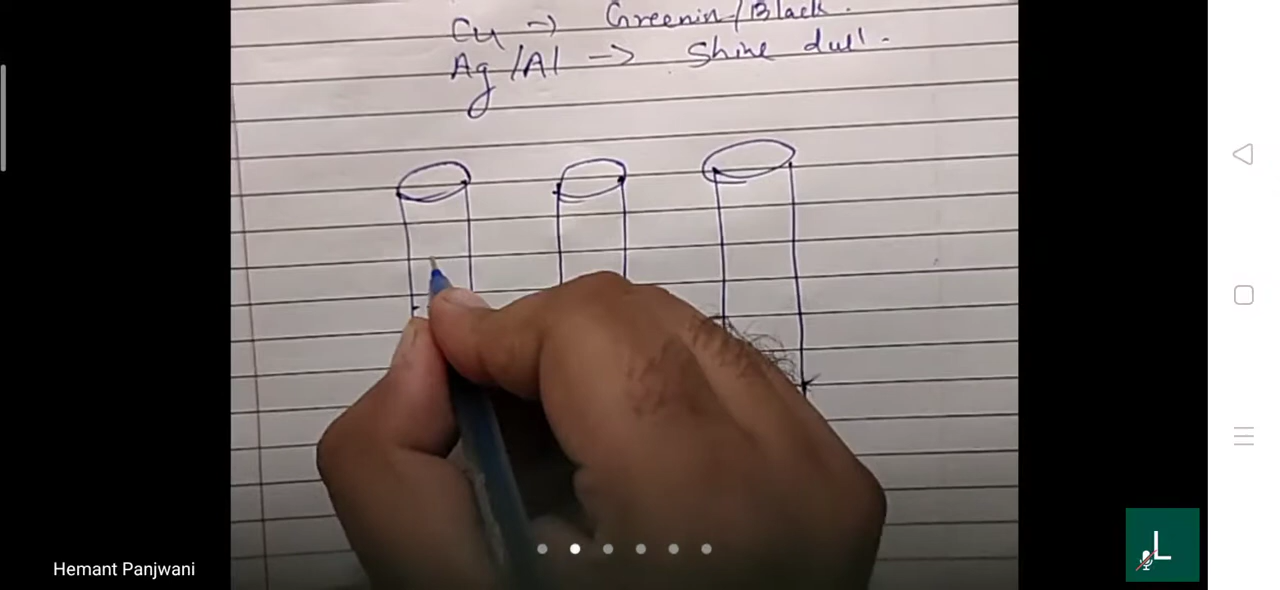 Cu → Greenin/Black.
Ag/Al → Shine dull.
Hemant Panjwani
L